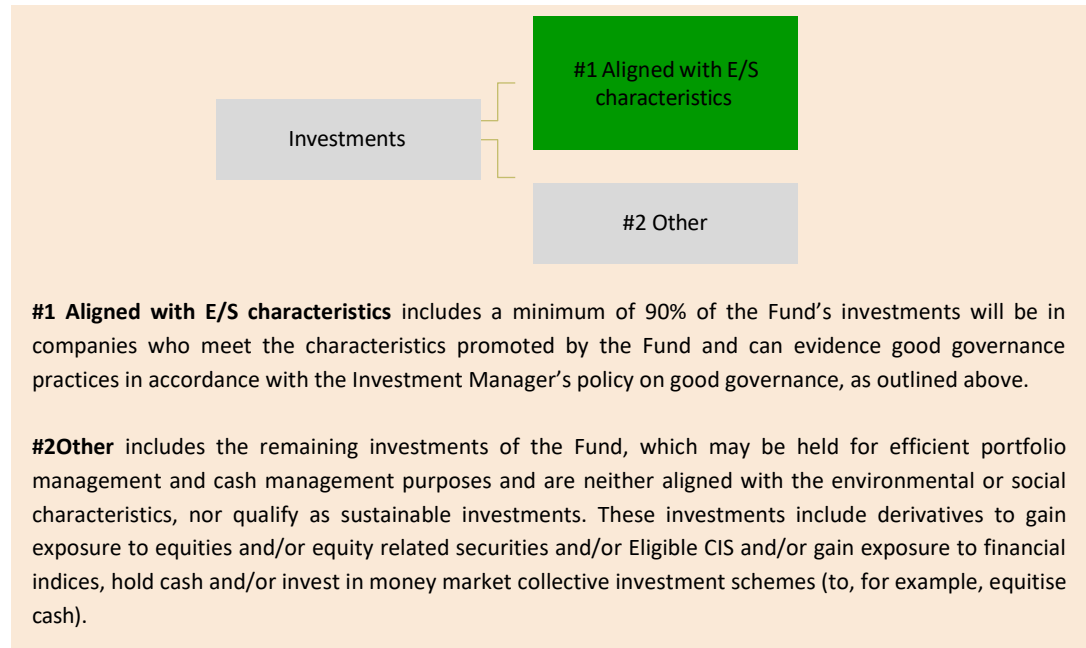 #1 Aligned with E/S
characteristics
Investments
#2 Other
#1 Aligned with E/S characteristics includes a minimum of 90% of the Fund’s investments will be in
companies who meet the characteristics promoted by the Fund and can evidence good governance
practices in accordance with the Investment Manager’s policy on good governance, as outlined above.
#2Other includes the remaining investments of the Fund, which may be held for efficient portfolio
management and cash management purposes and are neither aligned with the environmental or social
characteristics, nor qualify as sustainable investments. These investments include derivatives to gain
exposure to equities and/or equity related securities and/or Eligible CIS and/or gain exposure to financial
indices, hold cash and/or invest in money market collective investment schemes (to, for example, equitise
cash).